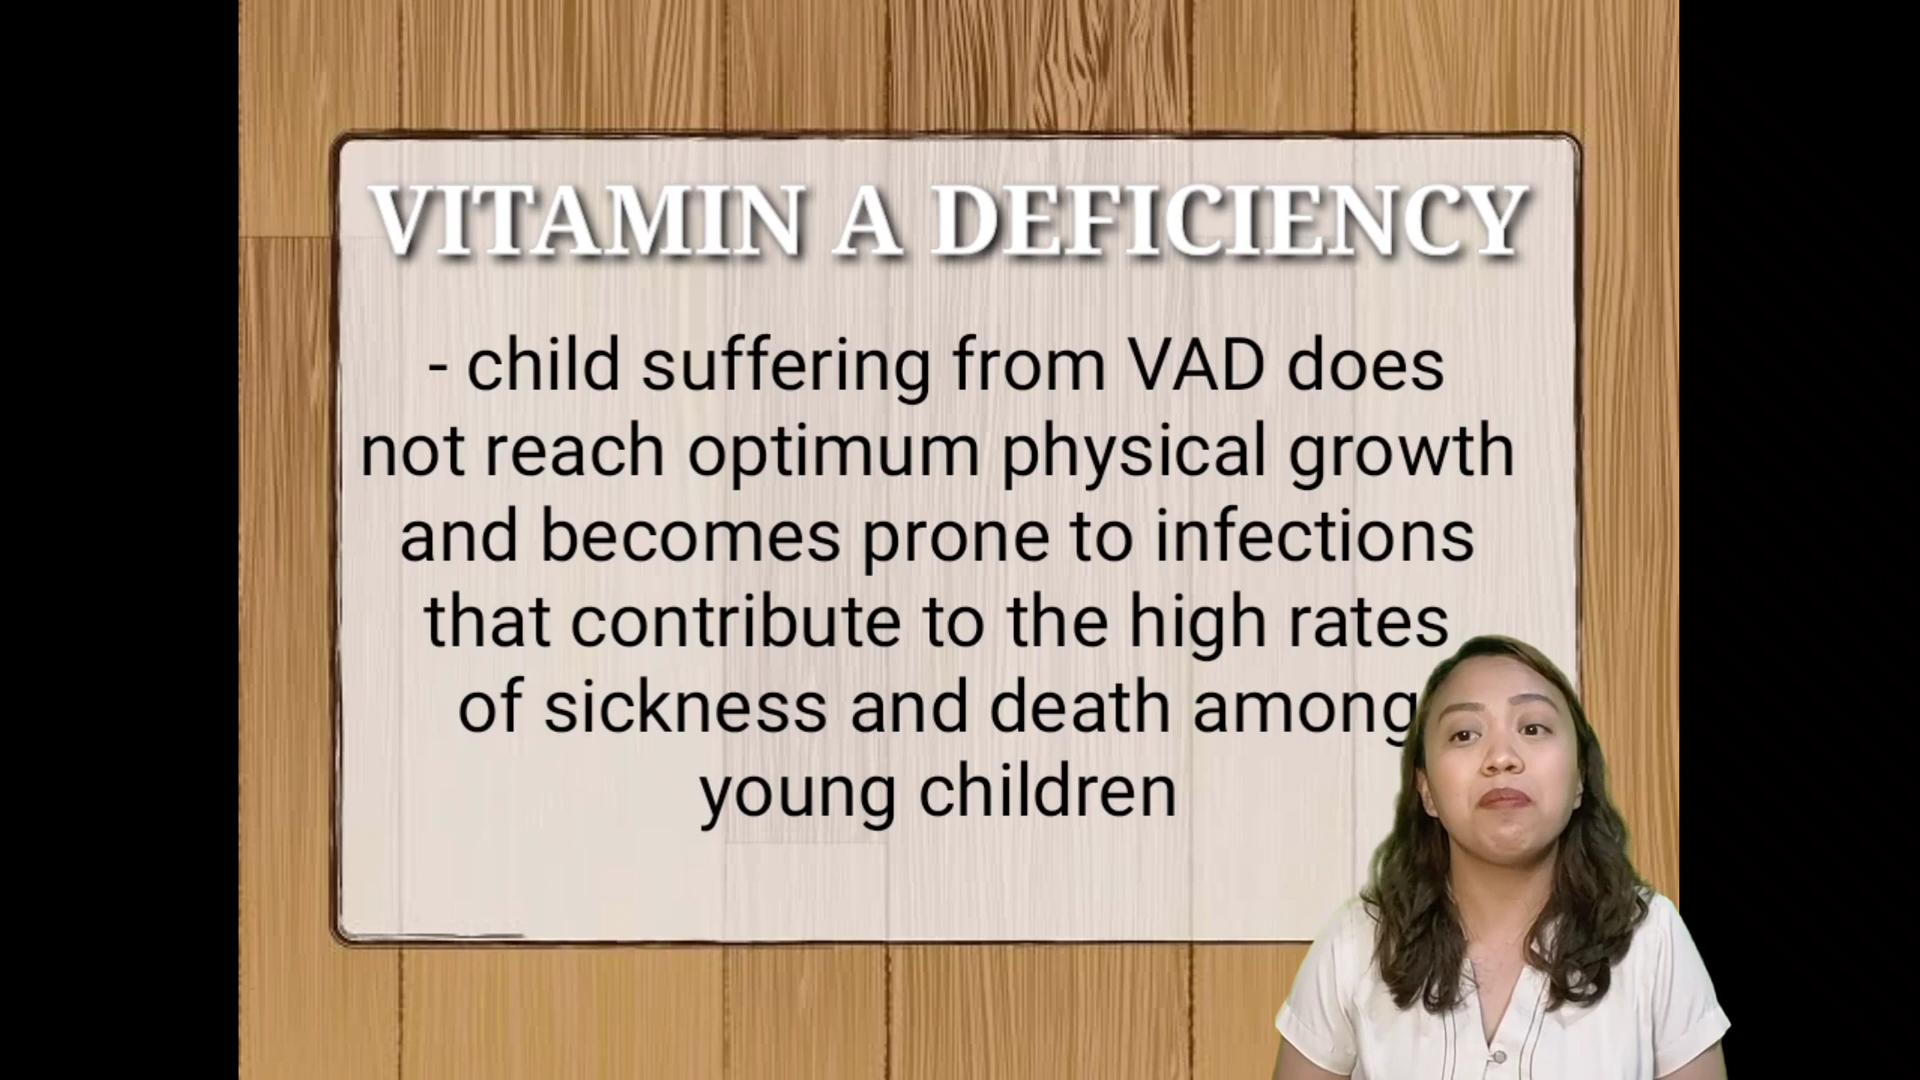 VITAMIN A DEFICIENCY
- child suffering from VAD does
not reach optimum physical growth
and becomes prone to infections
that contribute to the high rates
of sickness and death among
young children